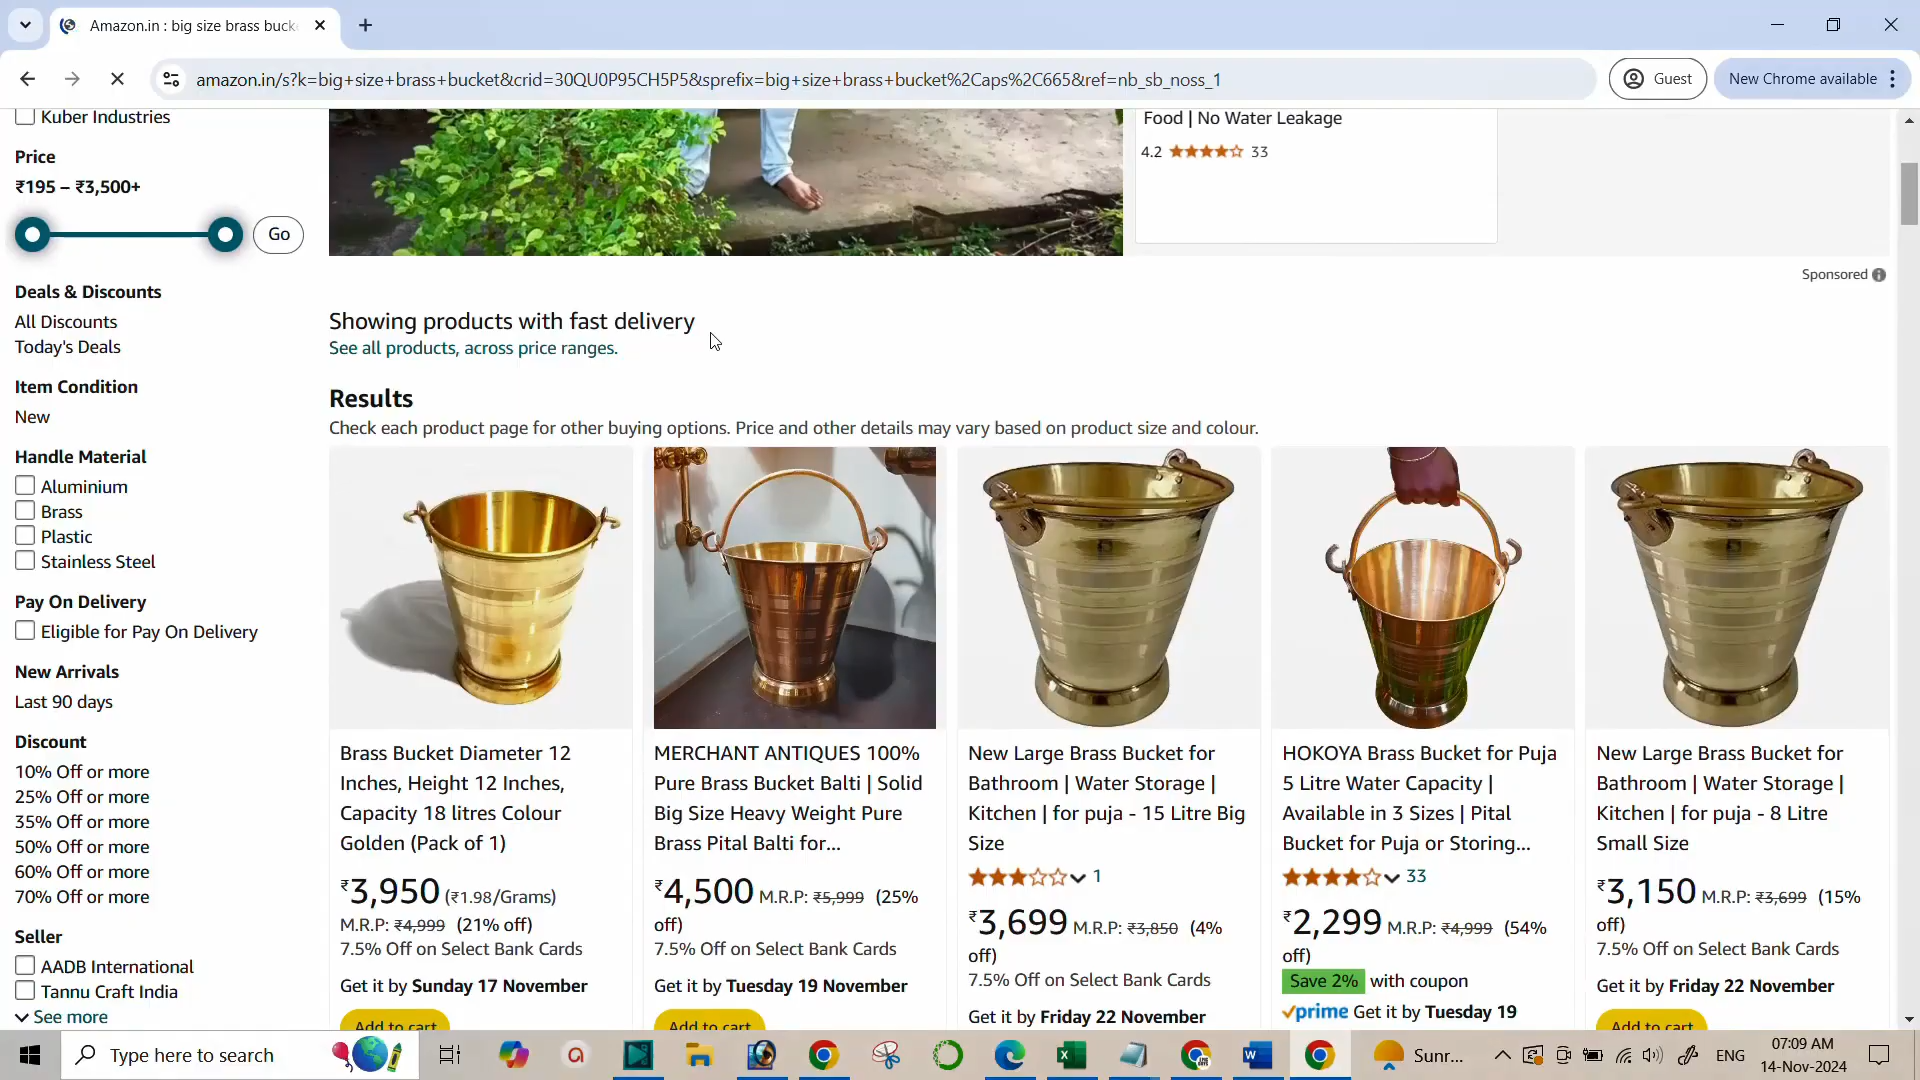 Amazon.in : big size brass buck
amazon.in/s?k=big+size+brass+bucket&crid=30QU0P95CH5P5&sprefix=big+size+brass+bucket%2Caps%2C665&ref=nb_sb_noss_1
Guest
New Chrome available
Kuber Industries
Price
₹195 – ₹3,500+
Go
Deals & Discounts
All Discounts
Today's Deals
Item Condition
New
Handle Material
Aluminium
Brass
Plastic
Stainless Steel
Pay On Delivery
Eligible for Pay On Delivery
New Arrivals
Last 90 days
Discount
10% Off or more
25% Off or more
35% Off or more
50% Off or more
60% Off or more
70% Off or more
Seller
AADB International
Tannu Craft India
See more
Food | No Water Leakage
4.2 33
Sponsored
Showing products with fast delivery
See all products, across price ranges.
Results
Check each product page for other buying options. Price and other details may vary based on product size and colour.
Brass Bucket Diameter 12
Inches, Height 12 Inches,
Capacity 18 litres Colour
Golden (Pack of 1)
₹3,950 (₹1.98/Grams)
M.R.P: ₹4,999 (21% off)
7.5% Off on Select Bank Cards
Get it by Sunday 17 November
Add to cart
MERCHANT ANTIQUES 100%
Pure Brass Bucket Balti | Solid
Big Size Heavy Weight Pure
Brass Pital Balti for...
₹4,500 M.R.P: ₹5,999 (25%
off)
7.5% Off on Select Bank Cards
Get it by Tuesday 19 November
Add to cart
New Large Brass Bucket for
Bathroom | Water Storage |
Kitchen | for puja - 15 Litre Big
Size
1
₹3,699 M.R.P: ₹3,850 (4%
off)
7.5% Off on Select Bank Cards
Get it by Friday 22 November
HOKOYA Brass Bucket for Puja
5 Litre Water Capacity |
Available in 3 Sizes | Pital
Bucket for Puja or Storing...
33
₹2,299 M.R.P: ₹4,999 (54%
off)
Save 2% with coupon
prime Get it by Tuesday 19
New Large Brass Bucket for
Bathroom | Water Storage |
Kitchen | for puja - 8 Litre
Small Size
₹3,150 M.R.P: ₹3,699 (15%
off)
7.5% Off on Select Bank Cards
Get it by Friday 22 November
Add to cart
Type here to search
Sunr...
ENG
07:09 AM
14-Nov-2024